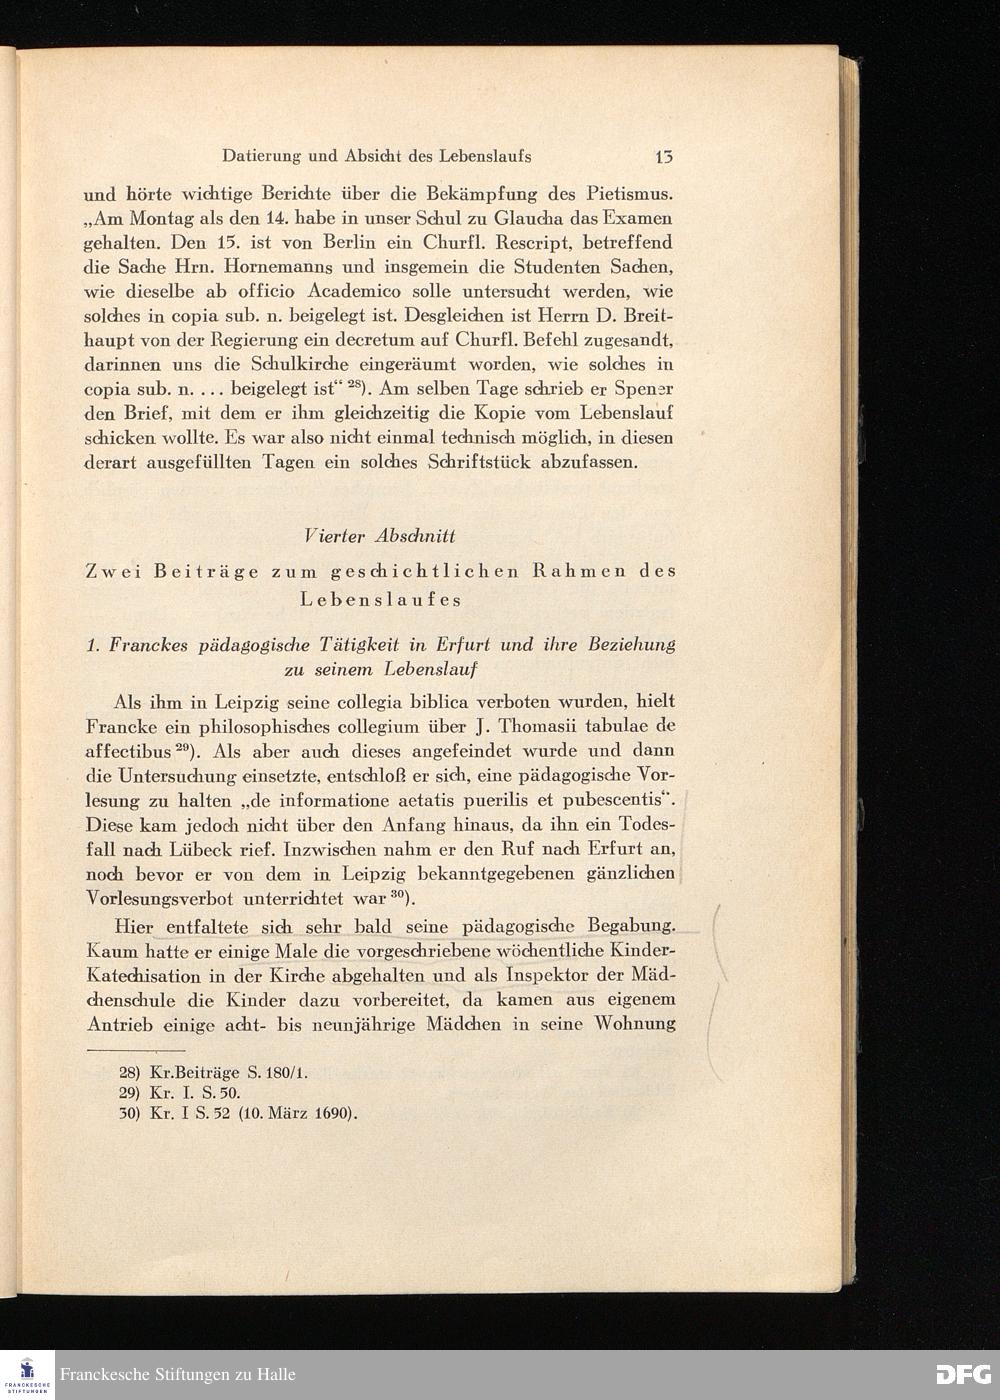 Datierung und Absicht des Lebenslaufs 13
und hörte wichtige Berichte über die Bekämpfung des Pietismus.
„Am Montag als den 14. habe in unser Schul zu Glaucha das Examen
gehalten. Den 15. ist von Berlin ein Churfl. Rescript, betreffend
die Sache Hrn. Hornemanns und insgemein die Studenten Sachen,
wie dieselbe ab officio Academico solle untersucht werden, wie
solches in copia sub. n. beigelegt ist. Desgleichen ist Herrn D. Breit-
haupt von der Regierung ein decretum auf Churfl. Befehl zugesandt,
darinnen uns die Schulkirche eingeräumt worden, wie solches in
copia sub. n. ... beigelegt ist“ 28). Am selben Tage schrieb er Spener
den Brief, mit dem er ihm gleichzeitig die Kopie vom Lebenslauf
schicken wollte. Es war also nicht einmal technisch möglich, in diesen
derart ausgefüllten Tagen ein solches Schriftstück abzufassen.
Vierter Abschnitt
Zwei Beiträge zum geschichtlichen Rahmen des
Lebenslaufes
1. Franckes pädagogische Tätigkeit in Erfurt und ihre Beziehung
zu seinem Lebenslauf
Als ihm in Leipzig seine collegia biblica verboten wurden, hielt
Francke ein philosophisches collegium über J. Thomasii tabulae de
affectibus 29). Als aber auch dieses angefeindet wurde und dann
die Untersuchung einsetzte, entschloß er sich, eine pädagogische Vor-
lesung zu halten „de informatione aetatis puerilis et pubescentis“.
Diese kam jedoch nicht über den Anfang hinaus, da ihn ein Todes-
fall nach Lübeck rief. Inzwischen nahm er den Ruf nach Erfurt an,
noch bevor er von dem in Leipzig bekanntgegebenen gänzlichen
Vorlesungsverbot unterrichtet war 30).
Hier entfaltete sich sehr bald seine pädagogische Begabung.
Kaum hatte er einige Male die vorgeschriebene wöchentliche Kinder-
Katechisation in der Kirche abgehalten und als Inspektor der Mäd-
chenschule die Kinder dazu vorbereitet, da kamen aus eigenem
Antrieb einige acht- bis neunjährige Mädchen in seine Wohnung
28) Kr.Beiträge S. 180/1.
29) Kr. I. S. 50.
30) Kr. I S. 52 (10. März 1690).
FRANCKESCHE
STIFTUNGEN
Franckesche Stiftungen zu Halle
DFG